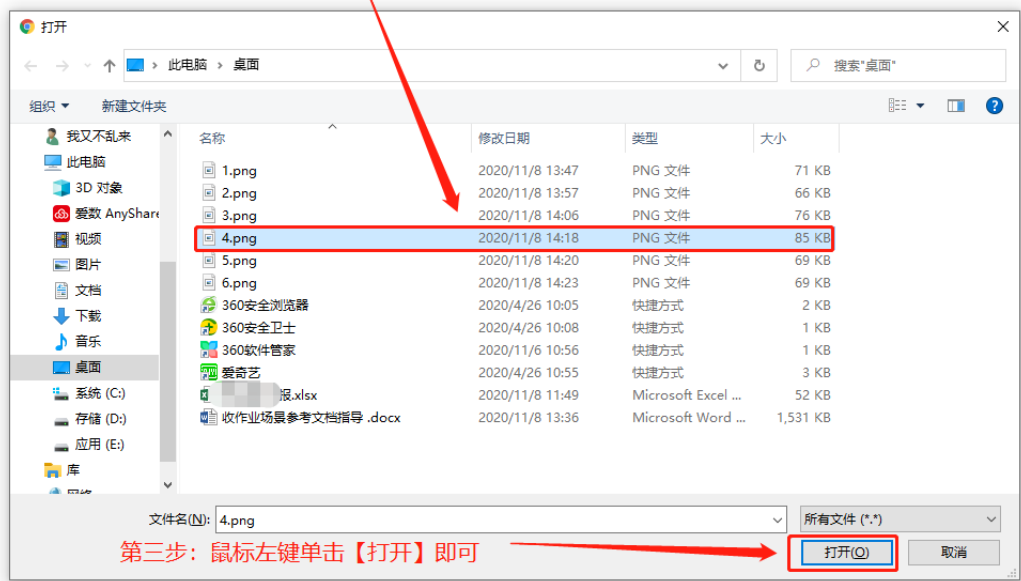 打开
此电脑 › 桌面
搜索"桌面"
组织 新建文件夹
我又不乱来
此电脑
3D 对象
爱数 AnyShare
视频
图片
文档
下载
音乐
桌面
系统 (C:)
存储 (D:)
应用 (E:)
库
网络
名称 修改日期 类型 大小
1.png 2020/11/8 13:47 PNG 文件 71 KB
2.png 2020/11/8 13:57 PNG 文件 66 KB
3.png 2020/11/8 14:06 PNG 文件 76 KB
4.png 2020/11/8 14:18 PNG 文件 85 KB
5.png 2020/11/8 14:20 PNG 文件 69 KB
6.png 2020/11/8 14:23 PNG 文件 69 KB
360安全浏览器 2020/4/26 10:05 快捷方式 2 KB
360安全卫士 2020/4/26 10:08 快捷方式 1 KB
360软件管家 2020/11/6 10:56 快捷方式 1 KB
爱奇艺 2020/4/26 10:55 快捷方式 3 KB
报.xlsx 2020/11/8 11:49 Microsoft Excel ... 52 KB
收作业场景参考文档指导 .docx 2020/11/8 13:36 Microsoft Word ... 1,531 KB
文件名(N): 4.png 所有文件 (*.*)
第三步：鼠标左键单击【打开】即可
打开(O) 取消